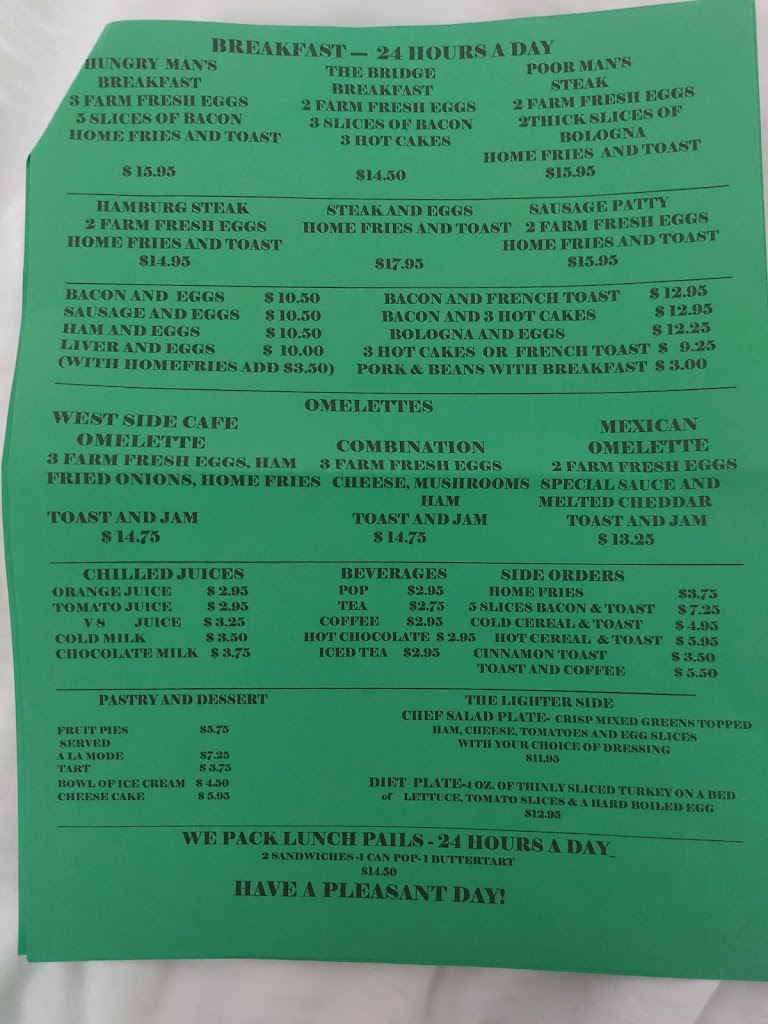 BREAKFAST — 24 HOURS A DAY
HUNGRY MAN'S
BREAKFAST
3 FARM FRESH EGGS
5 SLICES OF BACON
HOME FRIES AND TOAST
$ 15.95
THE BRIDGE
BREAKFAST
2 FARM FRESH EGGS
3 SLICES OF BACON
3 HOT CAKES
$14.50
POOR MAN'S
STEAK
2 FARM FRESH EGGS
2THICK SLICES OF
BOLOGNA
HOME FRIES AND TOAST
$15.95
HAMBURG STEAK
2 FARM FRESH EGGS
HOME FRIES AND TOAST
$14.95
STEAK AND EGGS
HOME FRIES AND TOAST
$17.95
SAUSAGE PATTY
2 FARM FRESH EGGS
HOME FRIES AND TOAST
$15.95
BACON AND EGGS $ 10.50
SAUSAGE AND EGGS $ 10.50
HAM AND EGGS $ 10.50
LIVER AND EGGS $ 10.00
(WITH HOMEFRIES ADD $3.50)
BACON AND FRENCH TOAST $ 12.95
BACON AND 3 HOT CAKES $ 12.95
BOLOGNA AND EGGS $ 12.25
3 HOT CAKES OR FRENCH TOAST $ 9.25
PORK & BEANS WITH BREAKFAST $ 3.00
OMELETTES
WEST SIDE CAFE
OMELETTE
3 FARM FRESH EGGS, HAM
FRIED ONIONS, HOME FRIES
TOAST AND JAM
$ 14.75
COMBINATION
3 FARM FRESH EGGS
CHEESE, MUSHROOMS
HAM
TOAST AND JAM
$ 14.75
MEXICAN
OMELETTE
2 FARM FRESH EGGS
SPECIAL SAUCE AND
MELTED CHEDDAR
TOAST AND JAM
$ 13.25
CHILLED JUICES
ORANGE JUICE $ 2.95
TOMATO JUICE $ 2.95
V 8 JUICE $ 3.25
COLD MILK $ 3.50
CHOCOLATE MILK $ 3.75
BEVERAGES
POP $2.95
TEA $2.75
COFFEE $2.95
HOT CHOCOLATE $ 2.95
ICED TEA $2.95
SIDE ORDERS
HOME FRIES $3.75
5 SLICES BACON & TOAST $ 7.25
COLD CEREAL & TOAST $ 4.95
HOT CEREAL & TOAST $ 5.95
CINNAMON TOAST $ 3.50
TOAST AND COFFEE $ 5.50
PASTRY AND DESSERT
FRUIT PIES $5.75
SERVED
A LA MODE $7.25
TART $ 3.75
BOWL OF ICE CREAM $ 4.50
CHEESE CAKE $ 5.95
THE LIGHTER SIDE
CHEF SALAD PLATE- CRISP MIXED GREENS TOPPED
HAM, CHEESE, TOMATOES AND EGG SLICES
WITH YOUR CHOICE OF DRESSING
$11.95
DIET PLATE-4 OZ. OF THINLY SLICED TURKEY ON A BED
of LETTUCE, TOMATO SLICES & A HARD BOILED EGG
$12.95
WE PACK LUNCH PAILS - 24 HOURS A DAY
2 SANDWICHES -1 CAN POP- 1 BUTTERTART
$14.50
HAVE A PLEASANT DAY!